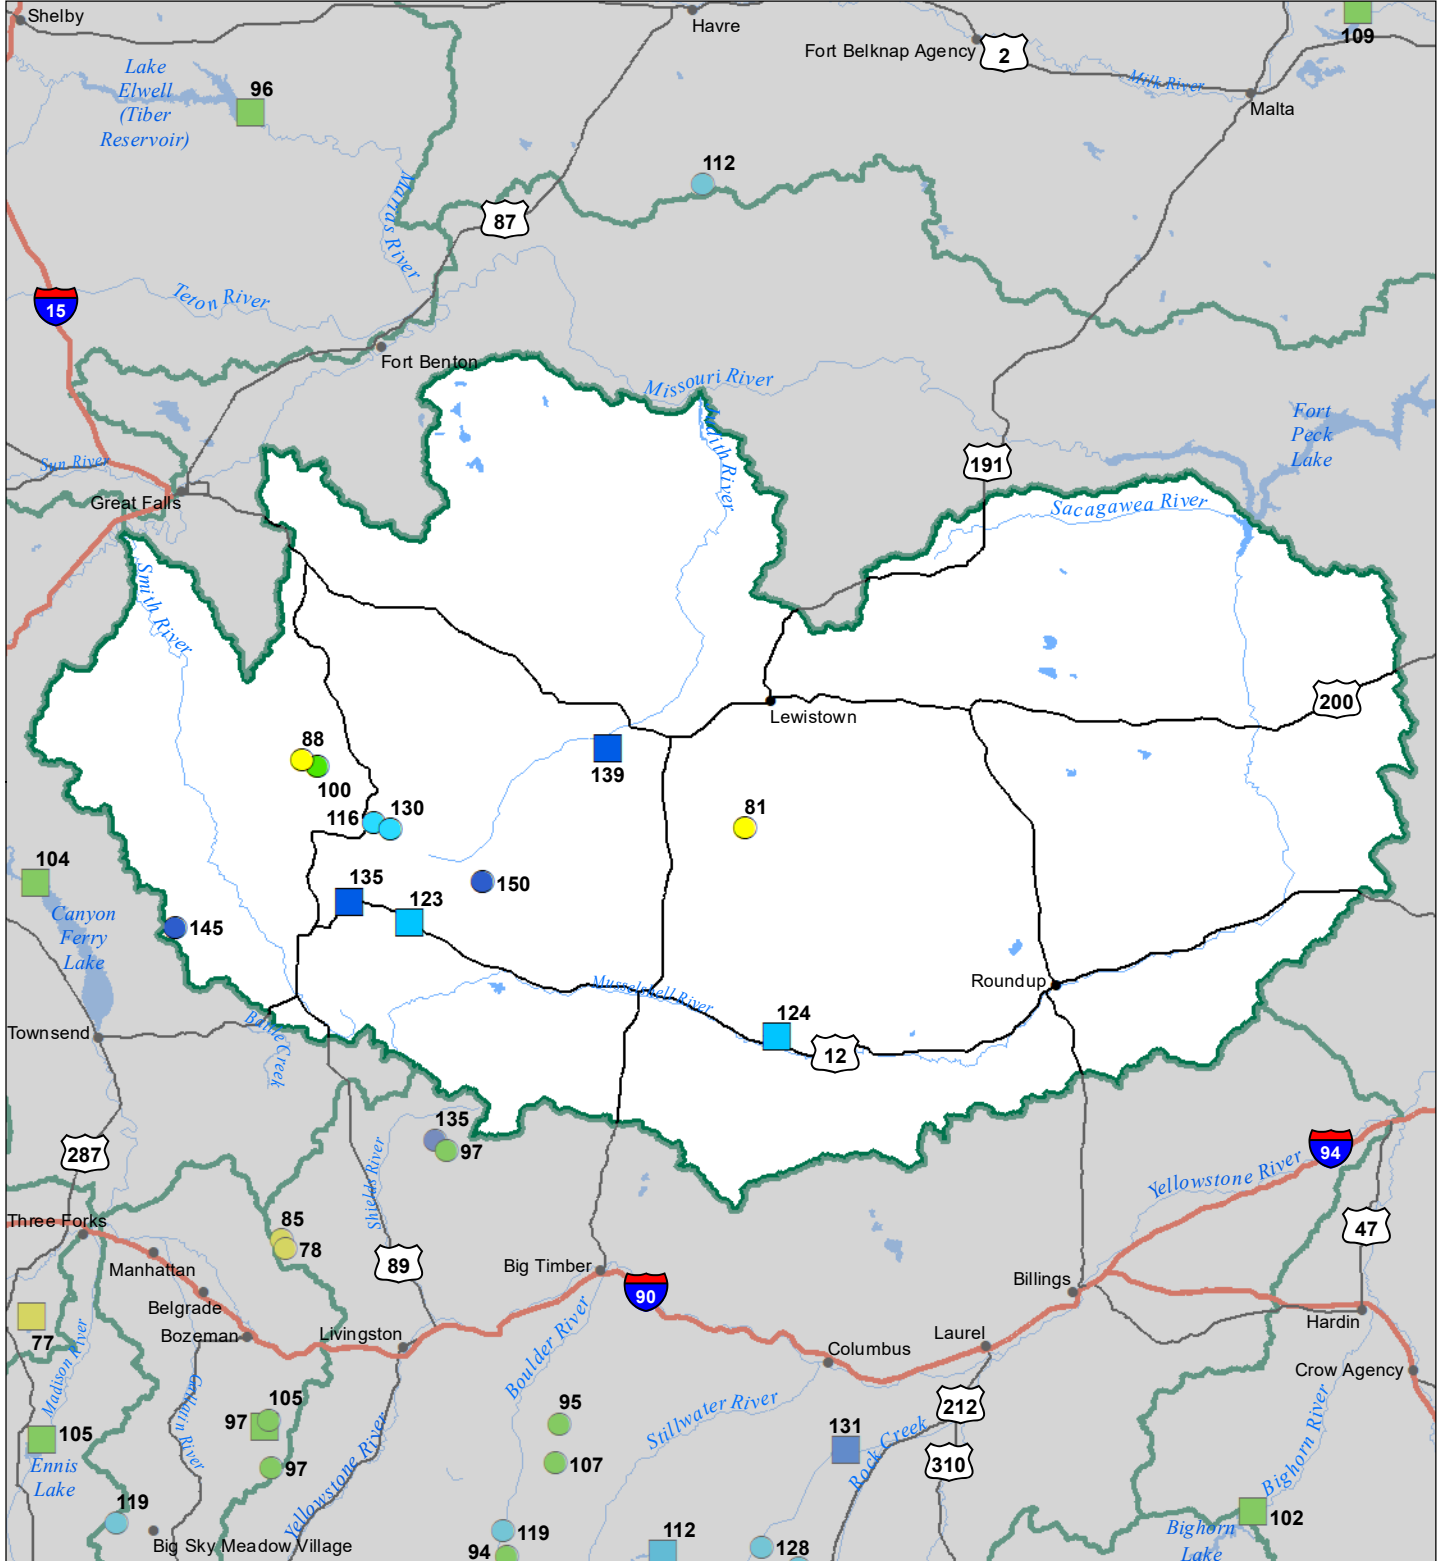 Shelby
Havre
109
Fort Belknap Agency
2
Milk River
Malta
Lake
Elwell
(Tiber
Reservoir)
96
112
Marias River
87
15
Teton River
Fort Benton
Missouri River
Judith River
Fort
Peck
Lake
Sun River
191
Great Falls
Sacagawea River
Smith River
200
Lewistown
88
100
139
116
130
81
104
135
123
150
Canyon
Ferry
Lake
145
Roundup
Musselshell River
124
12
Townsend
Battle Creek
135
97
287
94
Yellowstone River
Shields River
Three Forks
85
78
47
Manhattan
89
Big Timber
90
Billings
Belgrade
77
Bozeman
Livingston
Laurel
Hardin
Columbus
Crow Agency
Madison River
Gallatin River
Boulder River
105
97
95
Stillwater River
212
131
Rock Creek
Bighorn River
105
Ennis
Lake
97
107
310
Yellowstone River
119
102
Big Sky Meadow Village
119
94
112
128
Bighorn
Lake